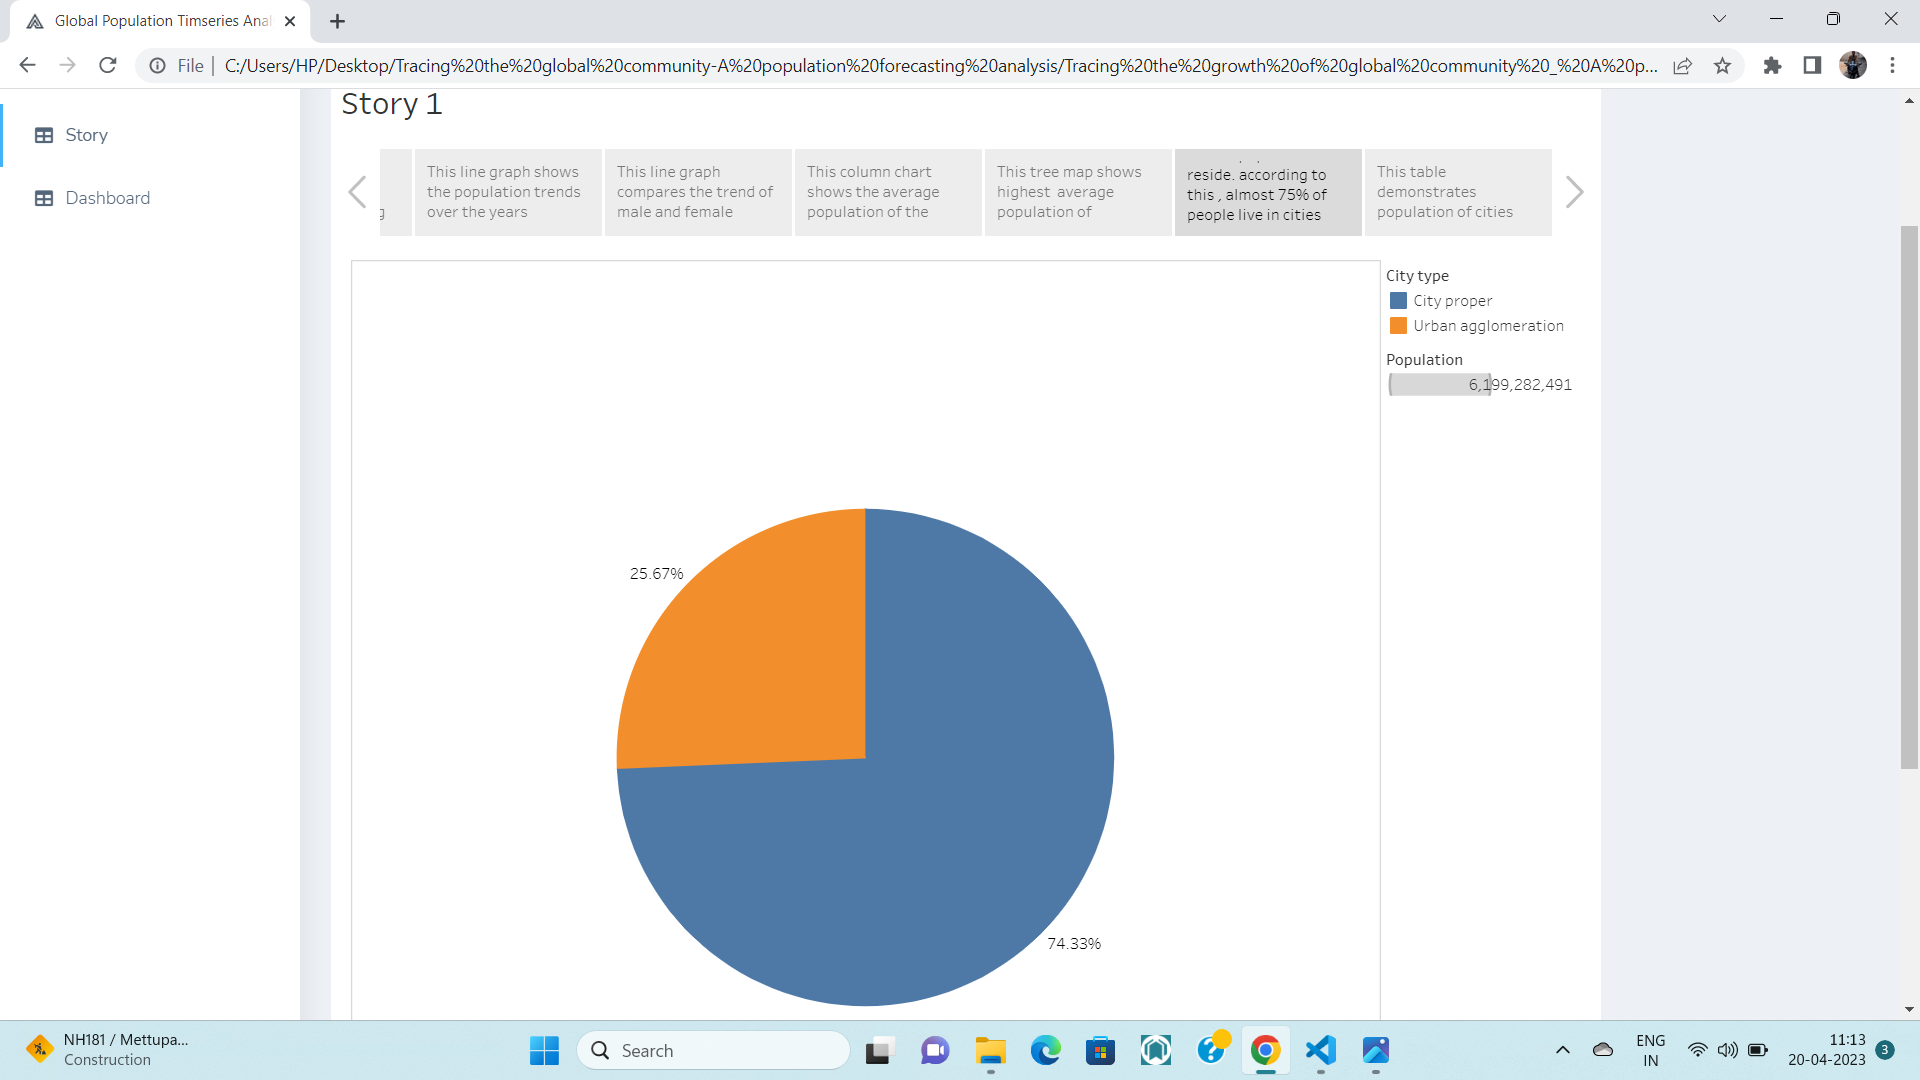 Global Population Timseries Anal
File
C:/Users/HP/Desktop/Tracing%20the%20global%20community-A%20population%20forecasting%20analysis/Tracing%20the%20growth%20of%20global%20community%20_%20A%20p...
Story
Dashboard
Story 1
g
This line graph shows
the population trends
over the years
This line graph
compares the trend of
male and female
This column chart
shows the average
population of the
This tree map shows
highest average
population of
reside. according to
this , almost 75% of
people live in cities
This table
demonstrates
population of cities
City type
City proper
Urban agglomeration
Population
6,199,282,491
25.67%
74.33%
NH181 / Mettupa...
Construction
Search
ENG
IN
11:13
20-04-2023
3